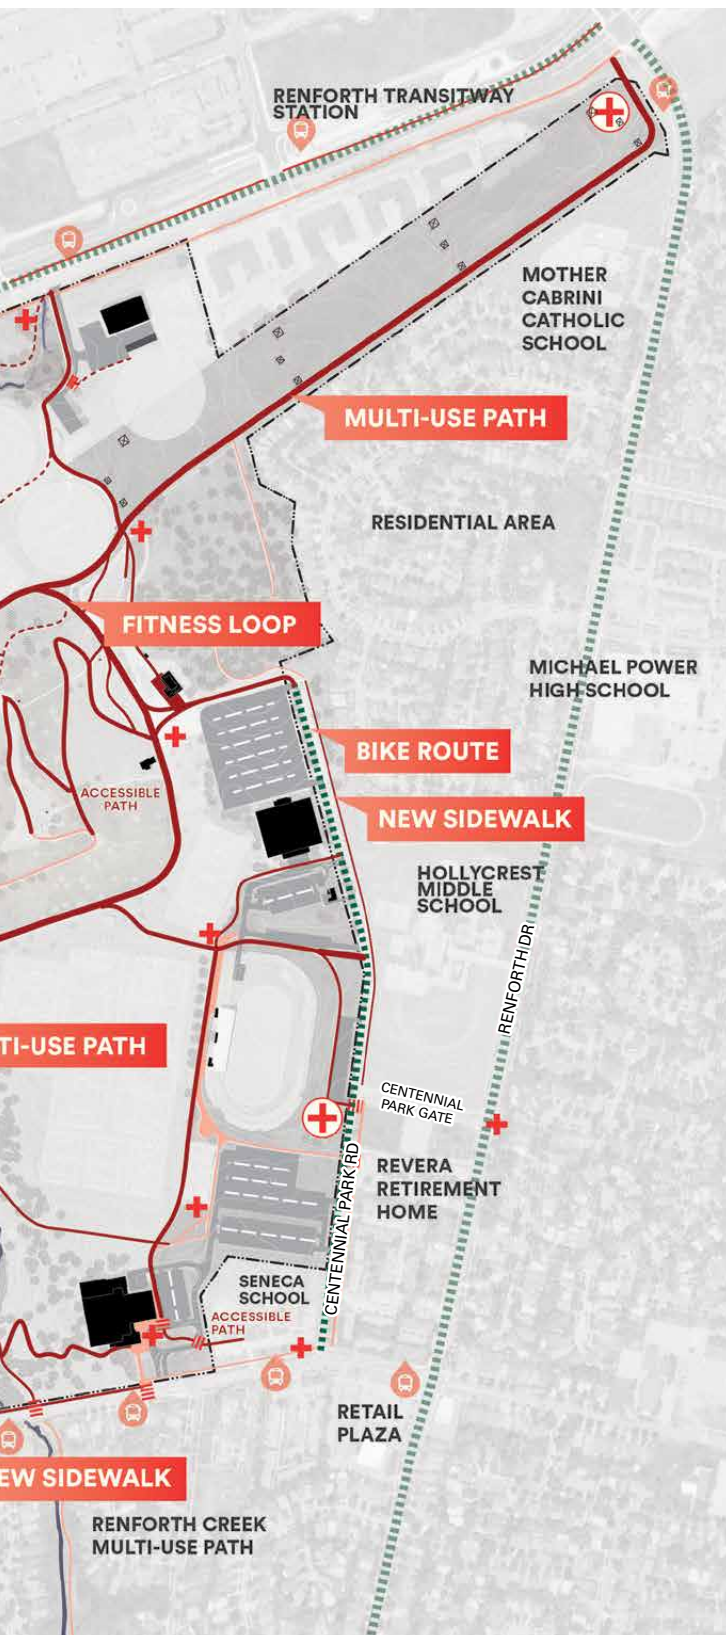 RENFORTH TRANSITWAY
STATION
MOTHER
CABRINI
CATHOLIC
SCHOOL
MULTI-USE PATH
RESIDENTIAL AREA
FITNESS LOOP
MICHAEL POWER
HIGH SCHOOL
BIKE ROUTE
ACCESSIBLE
PATH
NEW SIDEWALK
HOLLYCREST
MIDDLE
SCHOOL
RENFORTH DR
TI-USE PATH
CENTENNIAL
PARK GATE
REVERA
RETIREMENT
HOME
CENTENNIAL PARK RD
SENECA
SCHOOL
ACCESSIBLE
PATH
RETAIL
PLAZA
EW SIDEWALK
RENFORTH CREEK
MULTI-USE PATH